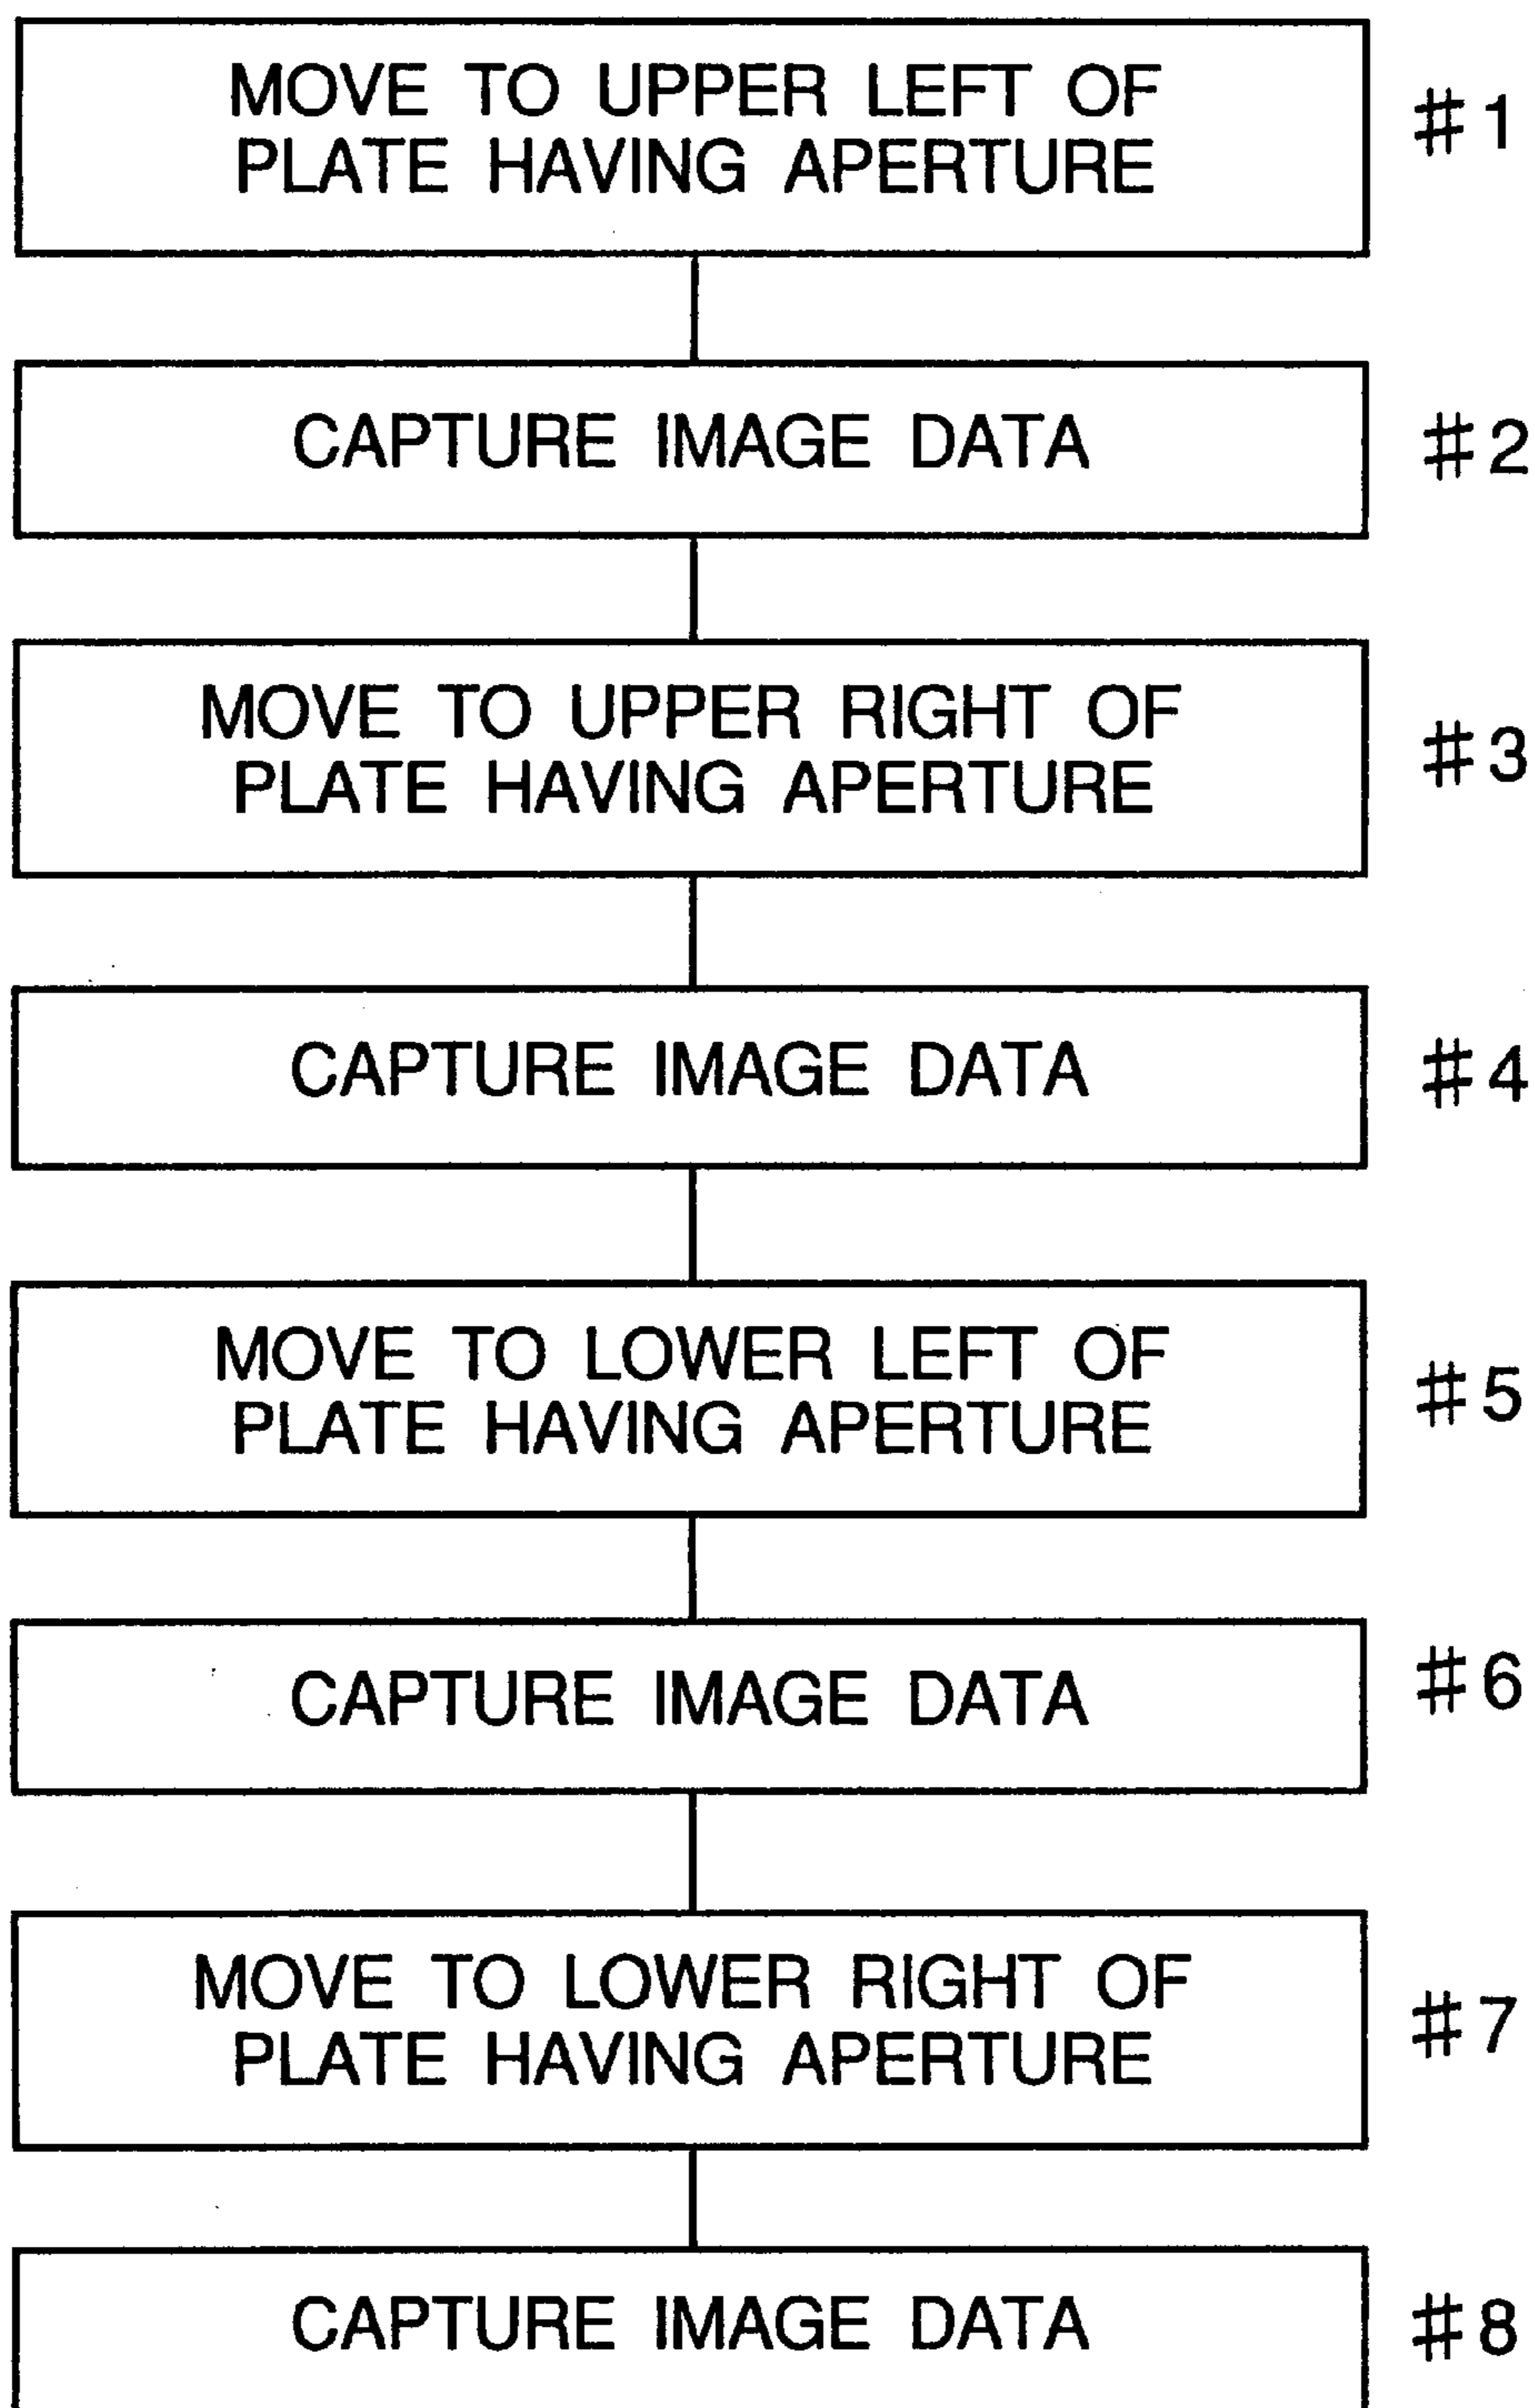 MOVE TO UPPER LEFT OF
PLATE HAVING APERTURE
#1
CAPTURE IMAGE DATA
#2
MOVE TO UPPER RIGHT OF
PLATE HAVING APERTURE
#3
CAPTURE IMAGE DATA
#4
MOVE TO LOWER LEFT OF
PLATE HAVING APERTURE
#5
CAPTURE IMAGE DATA
#6
MOVE TO LOWER RIGHT OF
PLATE HAVING APERTURE
#7
CAPTURE IMAGE DATA
#8